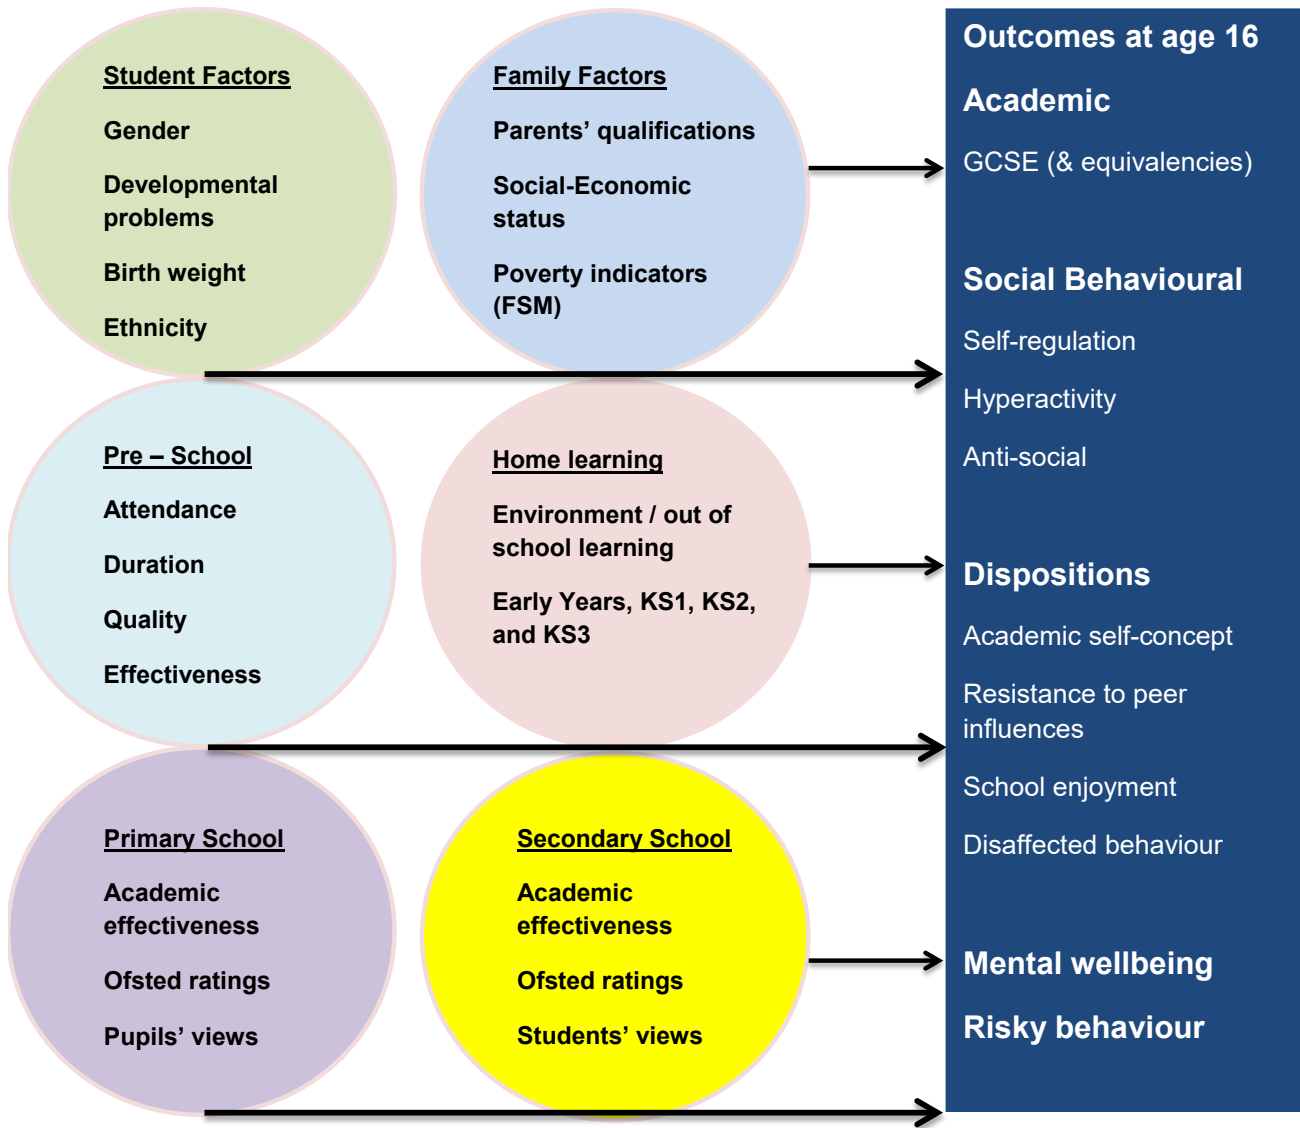 Student Factors
Gender
Developmental
problems
Birth weight
Ethnicity
Family Factors
Parents’ qualifications
Social-Economic
status
Poverty indicators
(FSM)
Pre – School
Attendance
Duration
Quality
Effectiveness
Home learning
Environment / out of
school learning
Early Years, KS1, KS2,
and KS3
Primary School
Academic
effectiveness
Ofsted ratings
Pupils’ views
Secondary School
Academic
effectiveness
Ofsted ratings
Students’ views
Outcomes at age 16
Academic
GCSE (& equivalencies)
Social Behavioural
Self-regulation
Hyperactivity
Anti-social
Dispositions
Academic self-concept
Resistance to peer
influences
School enjoyment
Disaffected behaviour
Mental wellbeing
Risky behaviour